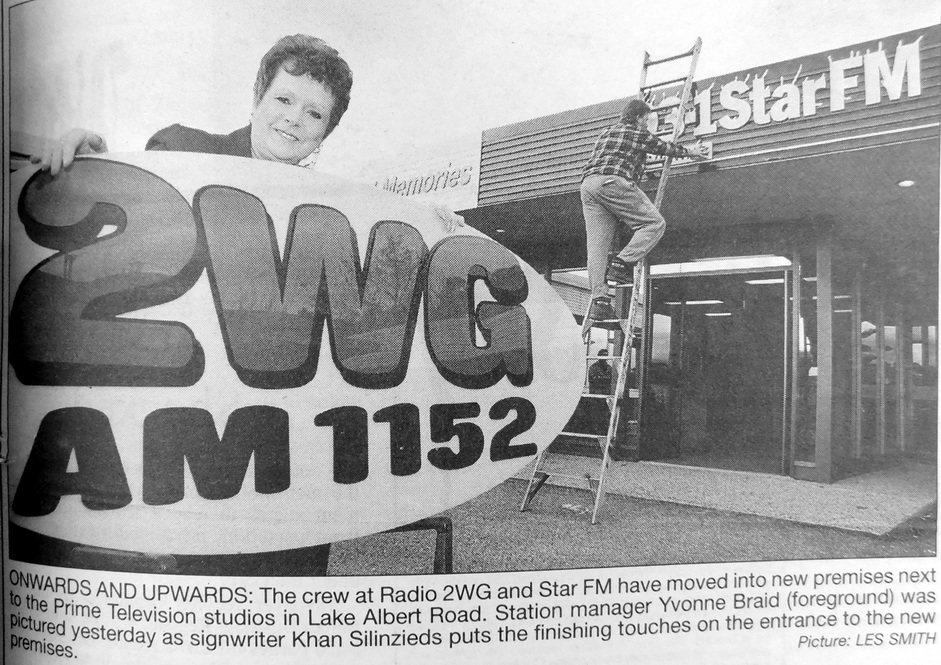 2WG
AM 1152
Memories
1StarFM
ONWARDS AND UPWARDS: The crew at Radio 2WG and Star FM have moved into new premises next
to the Prime Television studios in Lake Albert Road. Station manager Yvonne Braid (foreground) was
pictured yesterday as signwriter Khan Silinzieds puts the finishing touches on the entrance to the new
premises.
Picture: LES SMITH